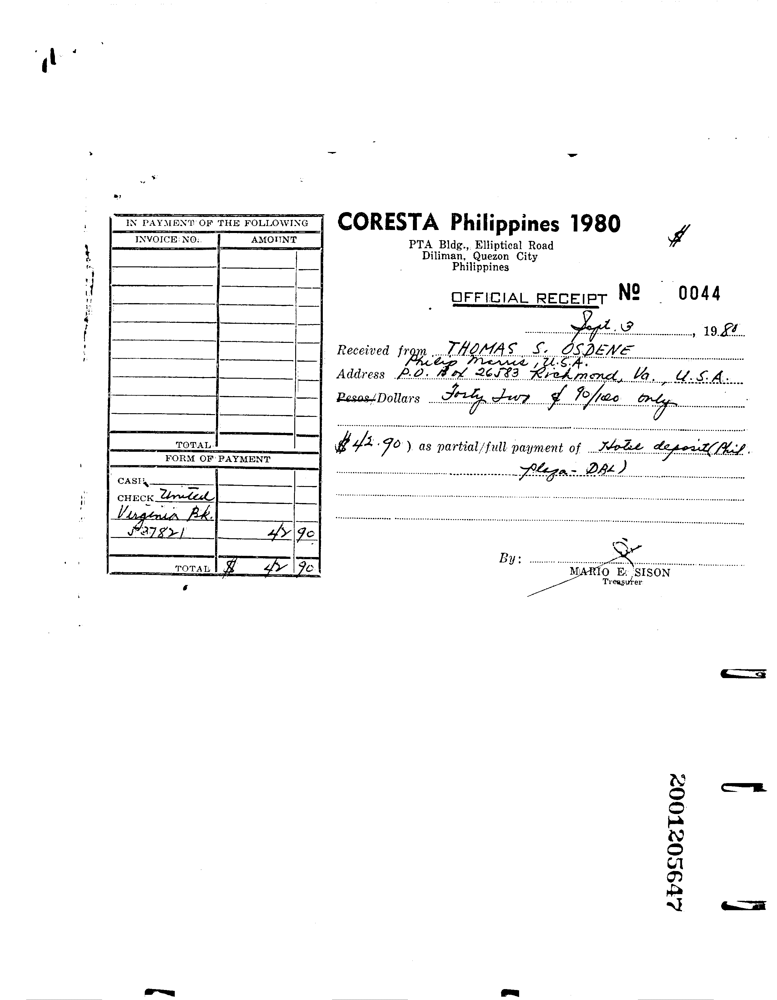 IN PAYMENT OF THE FOLLOWING
INVOICE NO. AMOUNT
TOTAL
FORM OF PAYMENT
CASH
CHECK United
Virginia Bk.
42 90
TOTAL $ 42 90
CORESTA Philippines 1980
$
PTA Bldg., Elliptical Road
Diliman, Quezon City
Philippines
OFFICIAL RECEIPT Nº 0044
Sept. 3, 1980
Received from THOMAS S. OSDENE
Philip Morris, U.S.A.
Address P.O. Box 26583 Richmond, Va., U.S.A.
Pesos/Dollars Forty Two & 90/100 only
$42.90) as partial/full payment of Hotel deposit (Phil.
plaza - DBL)
By:
MARIO E. SISON
Treasurer
2001205647